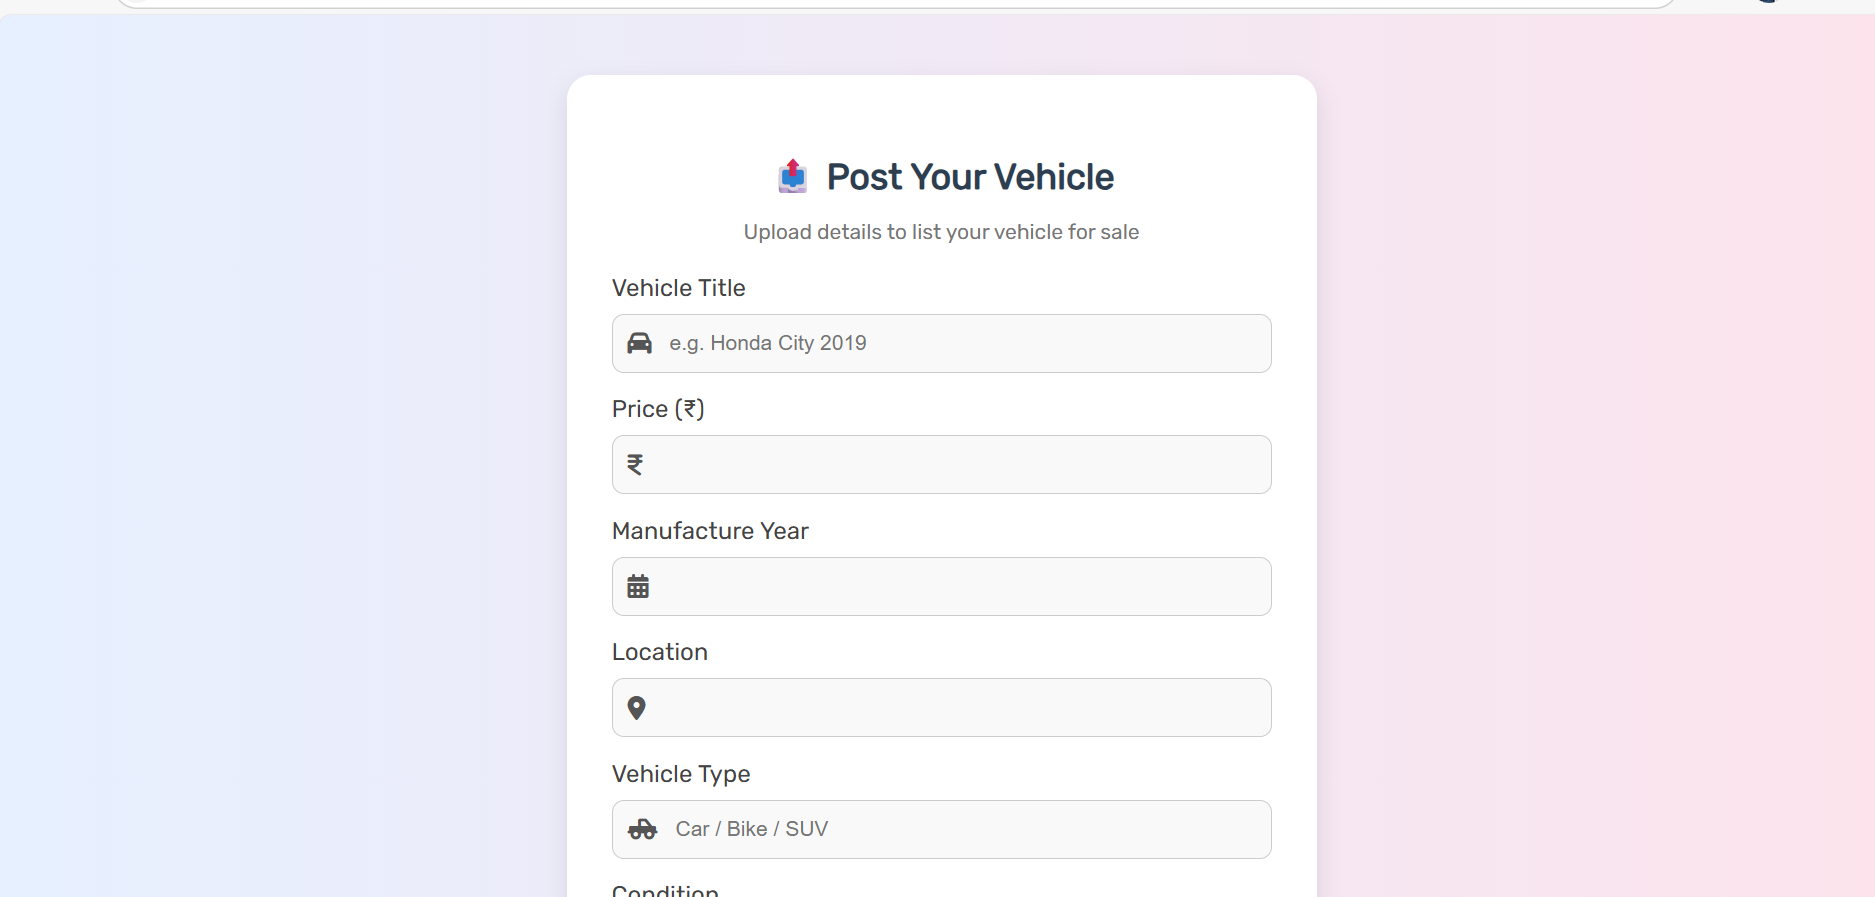 Post Your Vehicle
Upload details to list your vehicle for sale
Vehicle Title
e.g. Honda City 2019
Price (₹)
₹
Manufacture Year
Location
Vehicle Type
Car / Bike / SUV
Condition